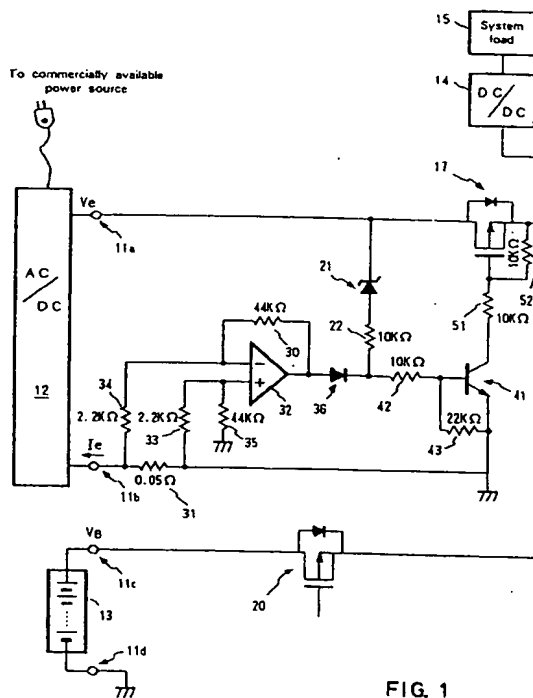 15
System
load
To commercially available
power source
14
DC/DC
17
Ve
11a
10KΩ
52
AC/DC
12
21
44KΩ
30
22
10KΩ
51
10KΩ
34
2.2KΩ
2.2KΩ
33
-
+
32
44KΩ
35
36
10KΩ
42
41
22KΩ
43
Ie
11b
0.05Ω
31
VB
11c
13
20
11d
FIG. 1